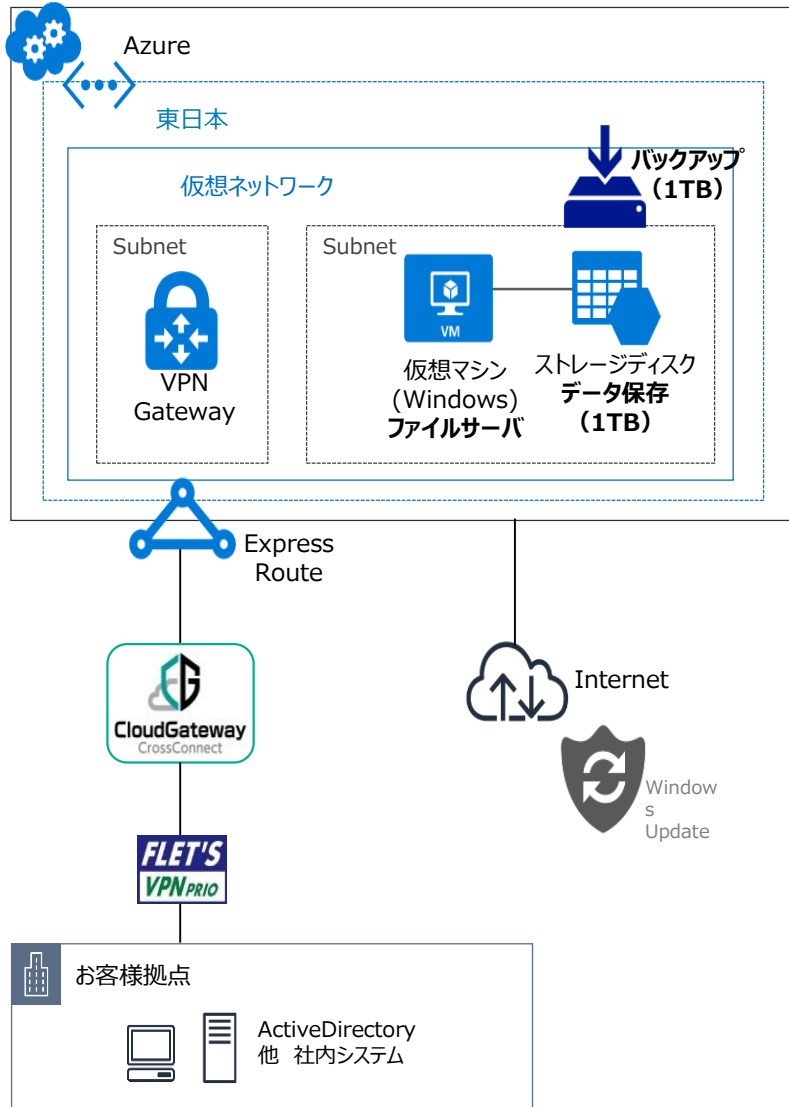 Azure
東日本
バックアップ
（1TB）
仮想ネットワーク
Subnet
VPN
Gateway
Subnet
VM
仮想マシン
(Windows)
ファイルサーバ
ストレージディスク
データ保存
（1TB）
Express
Route
CloudGateway
CrossConnect
Internet
Window
s
Update
FLET'S
VPN PRIO
お客様拠点
ActiveDirectory
他 社内システム